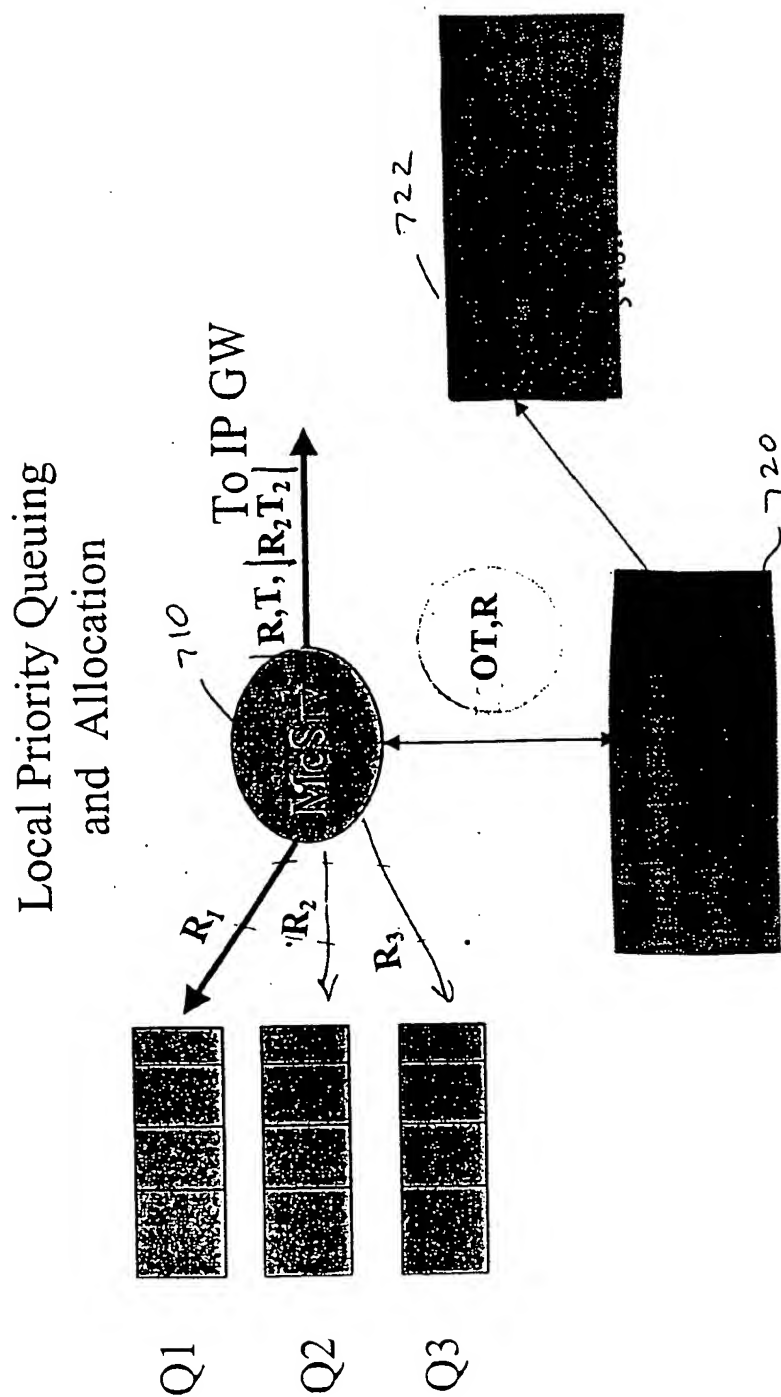 Local Priority Queuing
and Allocation
Q1
Q2
Q3
R₁
R₂
R₃
710
McSrv
R,T,|R₂T₂|
To IP GW
OT,R
720
722